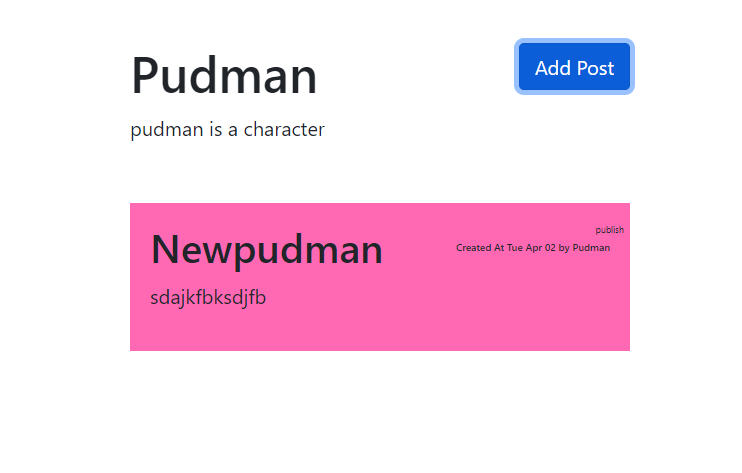 Pudman
Add Post
pudman is a character
Newpudman
publish
Created At Tue Apr 02 by Pudman
sdajkfbksdjfb